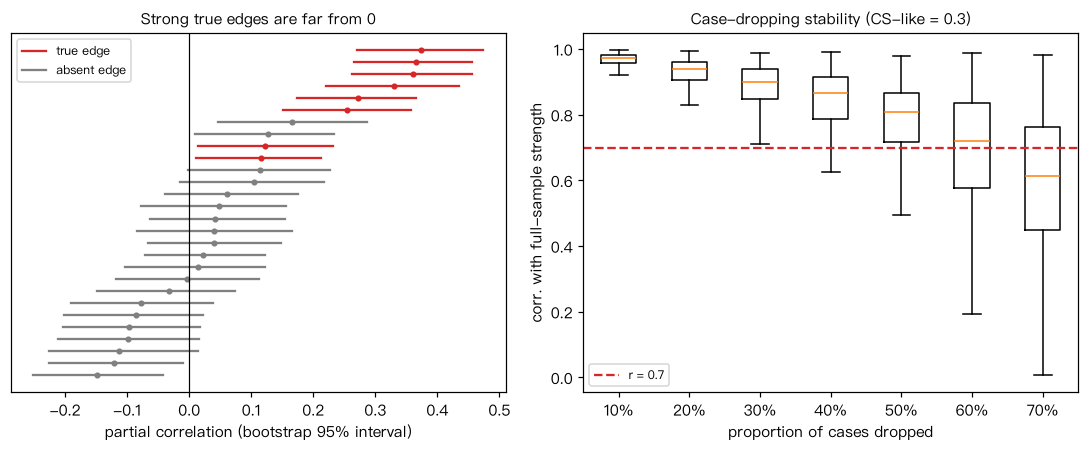 Strong true edges are far from 0
true edge
absent edge
−0.2
−0.1
0.0
0.1
0.2
0.3
0.4
0.5
partial correlation (bootstrap 95% interval)
Case−dropping stability (CS−like = 0.3)
corr. with full−sample strength
1.0
0.8
0.6
0.4
0.2
0.0
r = 0.7
10%
20%
30%
40%
50%
60%
70%
proportion of cases dropped